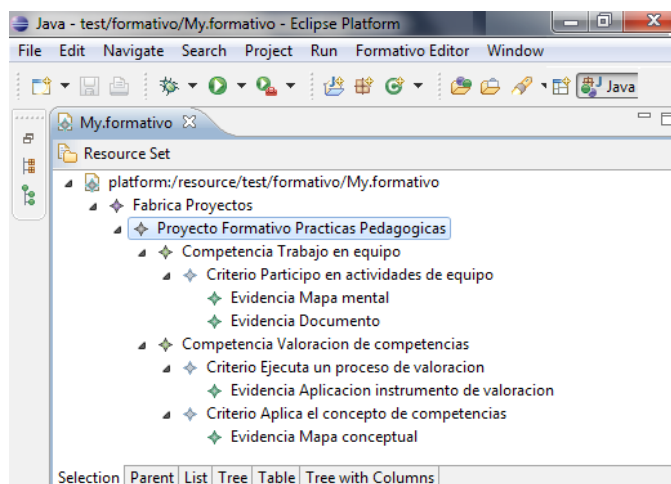 Java - test/formativo/My.formativo - Eclipse Platform
File Edit Navigate Search Project Run Formativo Editor Window
Java
My.formativo
Resource Set
platform:/resource/test/formativo/My.formativo
Fabrica Proyectos
Proyecto Formativo Practicas Pedagogicas
Competencia Trabajo en equipo
Criterio Participo en actividades de equipo
Evidencia Mapa mental
Evidencia Documento
Competencia Valoracion de competencias
Criterio Ejecuta un proceso de valoracion
Evidencia Aplicacion instrumento de valoracion
Criterio Aplica el concepto de competencias
Evidencia Mapa conceptual
Selection Parent List Tree Table Tree with Columns